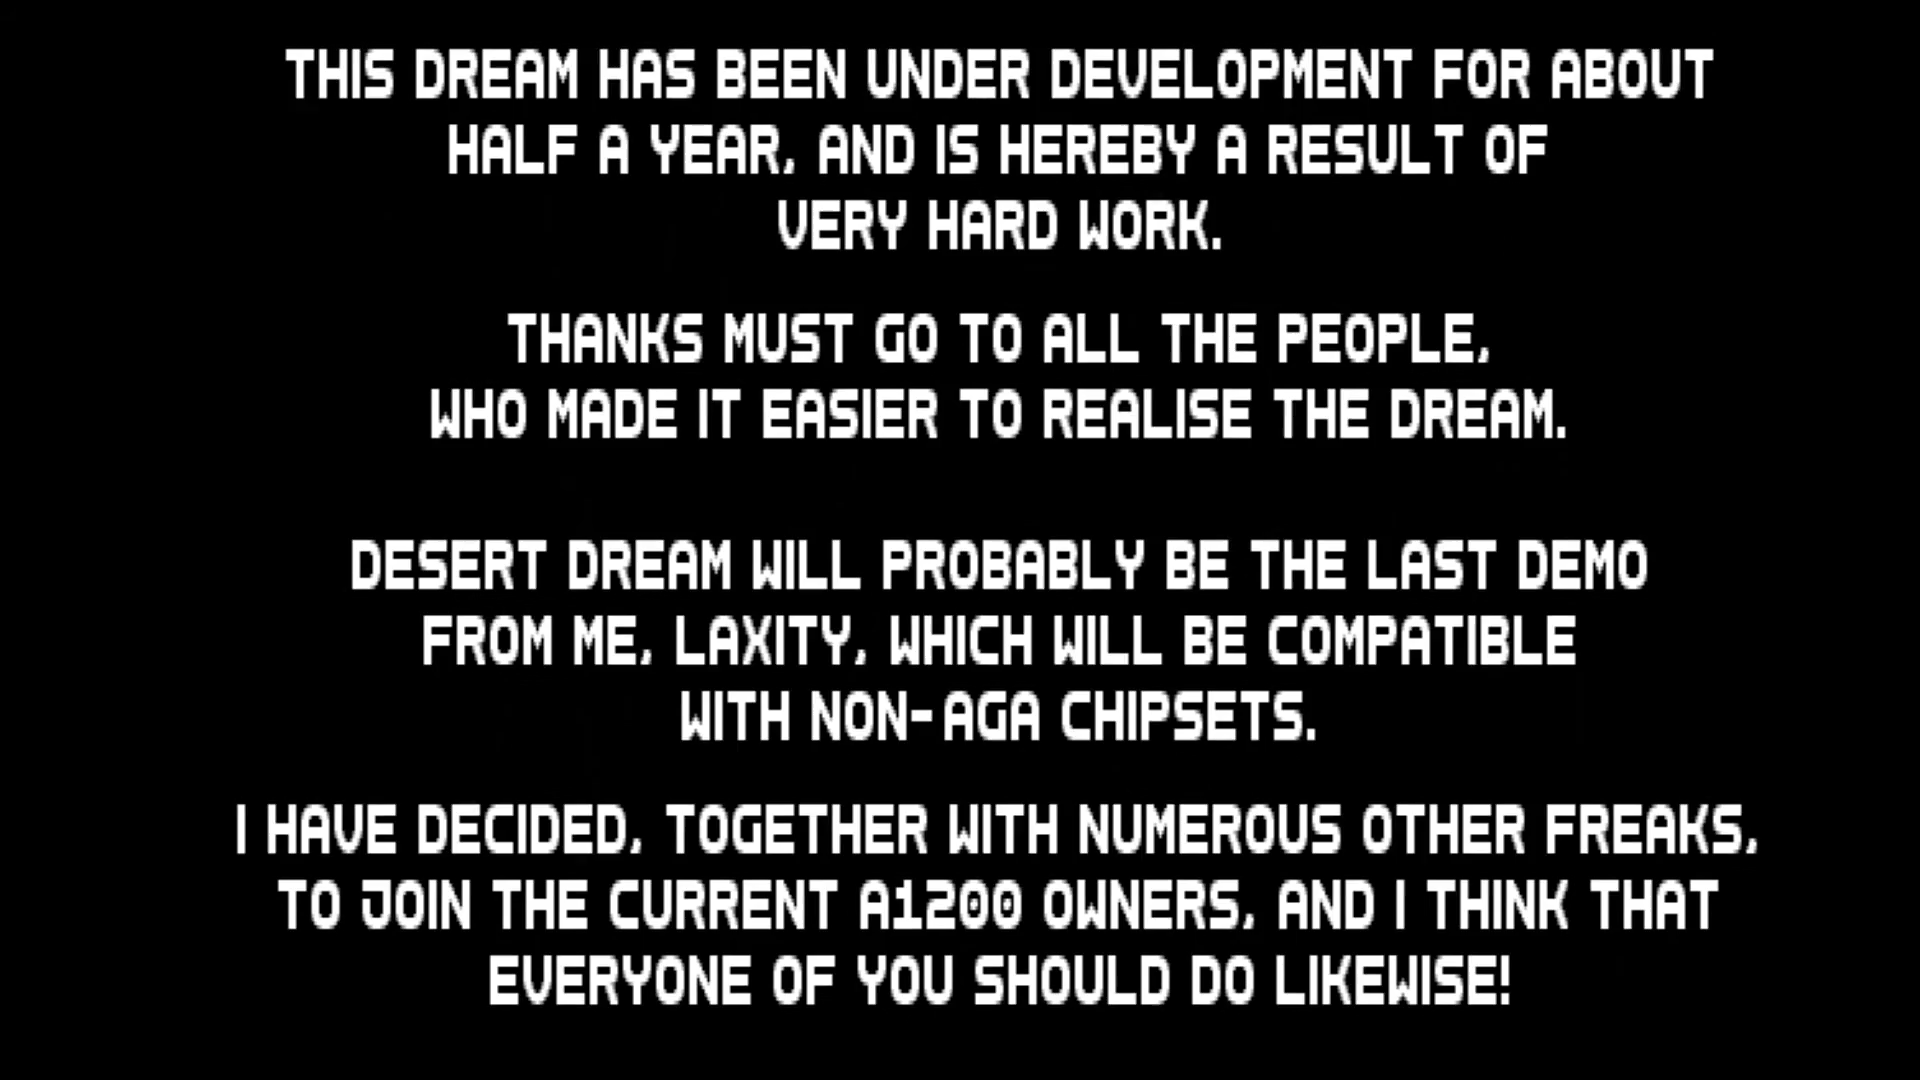 THIS DREAM HAS BEEN UNDER DEVELOPMENT FOR ABOUT
HALF A YEAR, AND IS HEREBY A RESULT OF
VERY HARD WORK.
THANKS MUST GO TO ALL THE PEOPLE,
WHO MADE IT EASIER TO REALISE THE DREAM.
DESERT DREAM WILL PROBABLY BE THE LAST DEMO
FROM ME, LAXITY, WHICH WILL BE COMPATIBLE
WITH NON-AGA CHIPSETS.
I HAVE DECIDED, TOGETHER WITH NUMEROUS OTHER FREAKS,
TO JOIN THE CURRENT A1200 OWNERS, AND I THINK THAT
EVERYONE OF YOU SHOULD DO LIKEWISE!